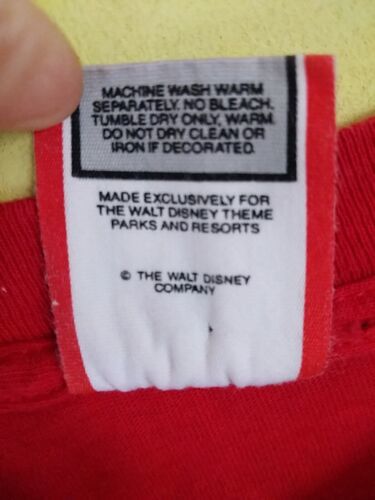 MACHINE WASH WARM
SEPARATELY. NO BLEACH.
TUMBLE DRY ONLY, WARM.
DO NOT DRY CLEAN OR
IRON IF DECORATED.
MADE EXCLUSIVELY FOR
THE WALT DISNEY THEME
PARKS AND RESORTS
© THE WALT DISNEY
COMPANY